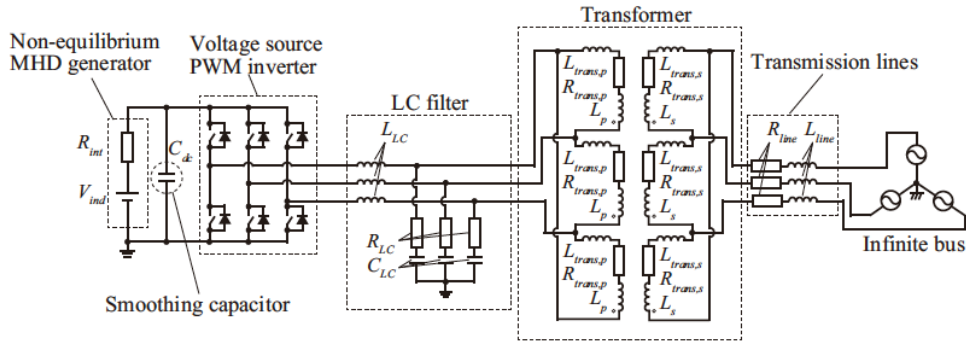 Transformer
Non-equilibrium
MHD generator
Voltage source
PWM inverter
LC filter
Transmission lines
R_int
V_ind
C_dc
L_LC
R_LC
C_LC
L_trans,p
R_trans,p
L_p
L_trans,s
R_trans,s
L_s
L_trans,p
R_trans,p
L_p
L_trans,s
R_trans,s
L_s
L_trans,p
R_trans,p
L_p
L_trans,s
R_trans,s
L_s
R_line L_line
Infinite bus
Smoothing capacitor